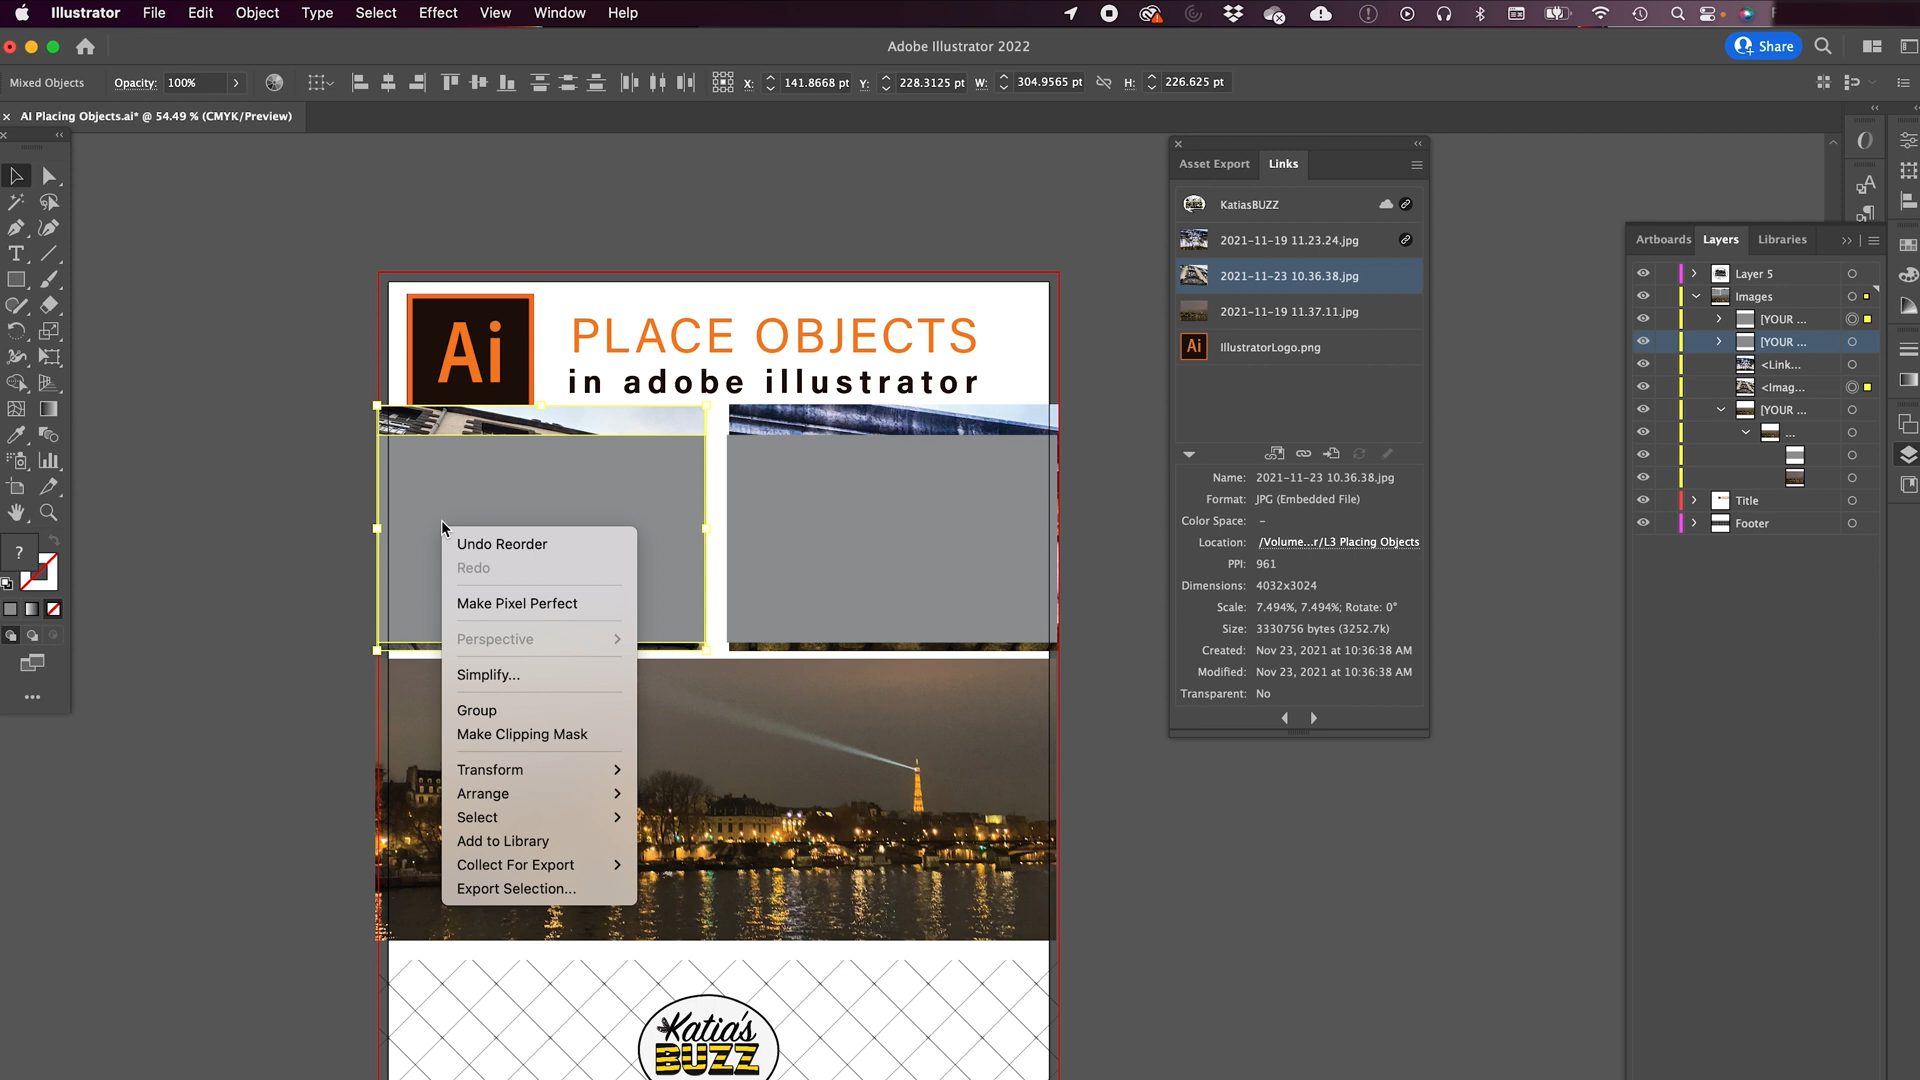 Illustrator File Edit Object Type Select Effect View Window Help
Adobe Illustrator 2022
Share
Mixed Objects Opacity: 100% X: 141.8668 pt Y: 228.3125 pt W: 304.9565 pt H: 226.625 pt
AI Placing Objects.ai* @ 54.49 % (CMYK/Preview)
Asset Export Links
KatiasBUZZ
2021-11-19 11.23.24.jpg
2021-11-23 10.36.38.jpg
2021-11-19 11.37.11.jpg
Ai IllustratorLogo.png
Name: 2021-11-23 10.36.38.jpg
Format: JPG (Embedded File)
Color Space: –
Location: /Volume...r/L3 Placing Objects
PPI: 961
Dimensions: 4032x3024
Scale: 7.494%, 7.494%; Rotate: 0°
Size: 3330756 bytes (3252.7k)
Created: Nov 23, 2021 at 10:36:38 AM
Modified: Nov 23, 2021 at 10:36:38 AM
Transparent: No
Artboards Layers Libraries
Layer 5
Images
[YOUR ...
[YOUR ...
<Link...
<Imag...
[YOUR ...
...
Title
Footer
Ai
PLACE OBJECTS
in adobe illustrator
Undo Reorder
Redo
Make Pixel Perfect
Perspective
Simplify...
Group
Make Clipping Mask
Transform
Arrange
Select
Add to Library
Collect For Export
Export Selection...
Katia's
BUZZ